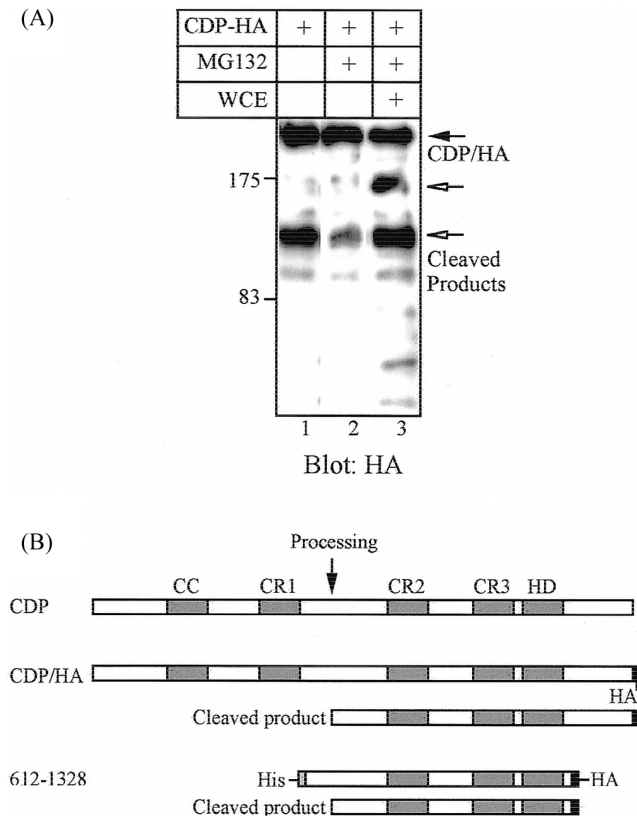 (A)
CDP-HA + + +
MG132 + +
WCE +
CDP/HA
175
Cleaved
Products
83
1 2 3
Blot: HA
(B)
Processing
CC CR1 CR2 CR3 HD
CDP
CDP/HA
HA
Cleaved product
612-1328 His HA
Cleaved product